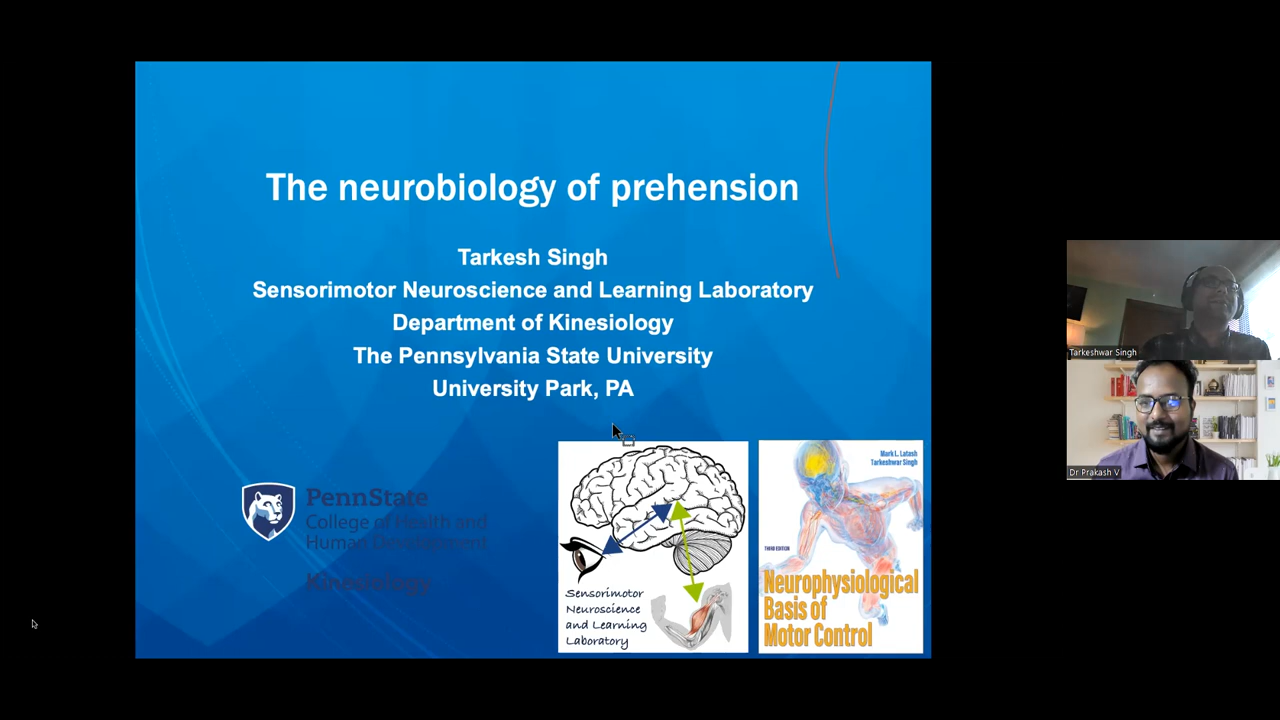 The neurobiology of prehension
Tarkesh Singh
Sensorimotor Neuroscience and Learning Laboratory
Department of Kinesiology
The Pennsylvania State University
University Park, PA
PennState
College of Health and
Human Development
Kinesiology
Sensorimotor
Neuroscience
and Learning
Laboratory
Mark L. Latash
Tarkeshwar Singh
THIRD EDITION
Neurophysiological
Basis of
Motor Control
Tarkeshwar Singh
Dr Prakash V